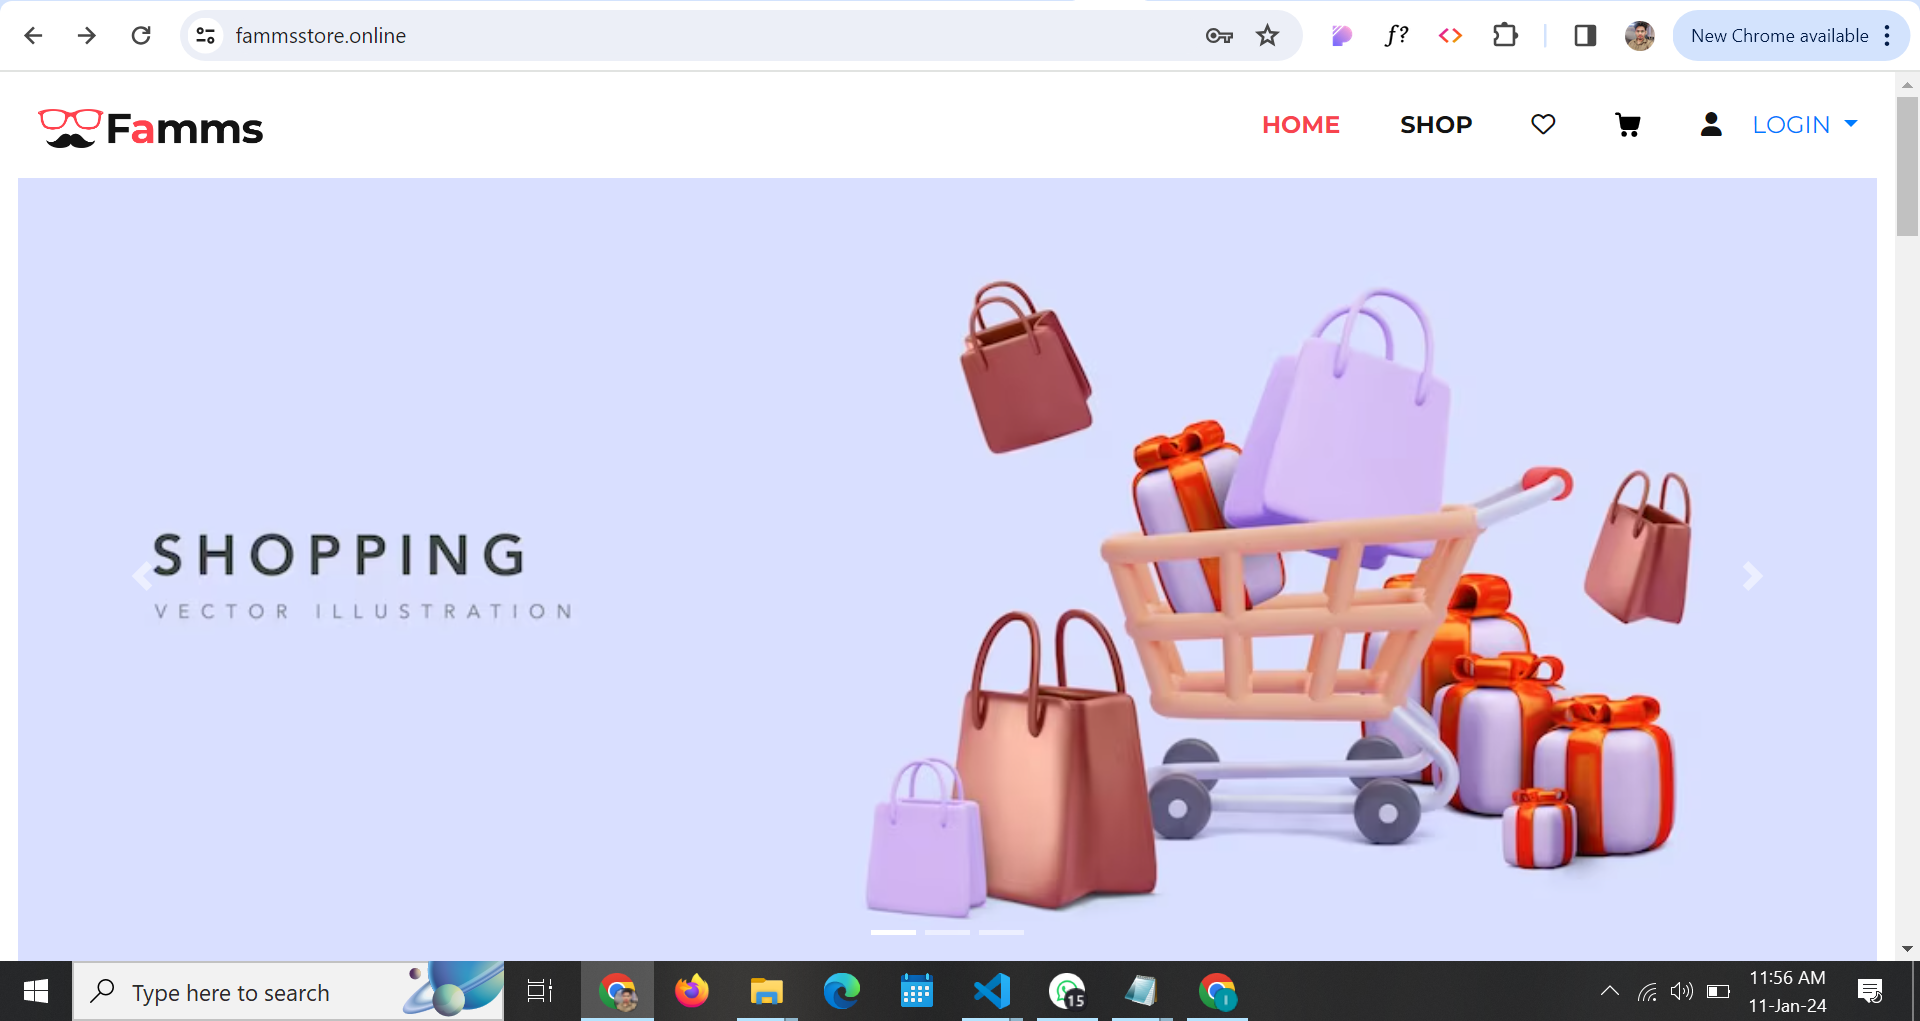 fammsstore.online
New Chrome available
Famms
HOME
SHOP
LOGIN
SHOPPING
VECTOR ILLUSTRATION
Type here to search
15
I
11:56 AM
11-Jan-24
f?